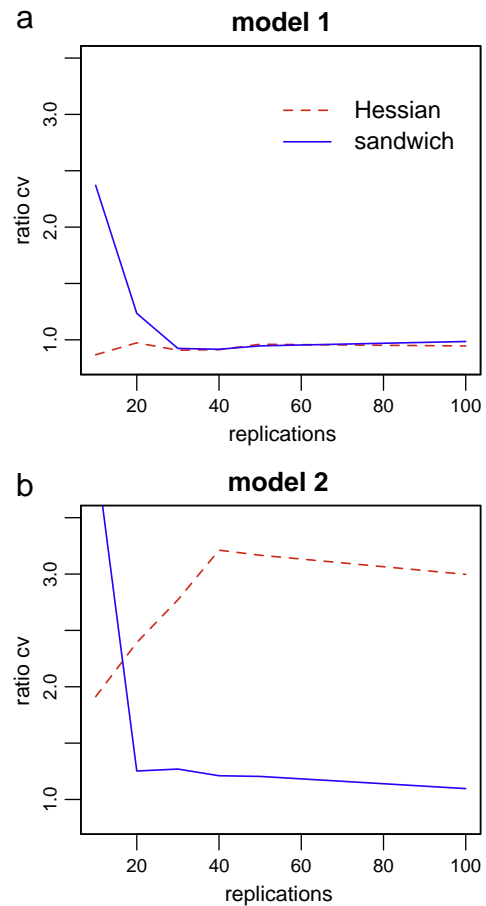 a
model 1
3.0
2.0
1.0
ratio cv
Hessian
sandwich
20 40 60 80 100
replications
b
model 2
3.0
2.0
1.0
ratio cv
20 40 60 80 100
replications